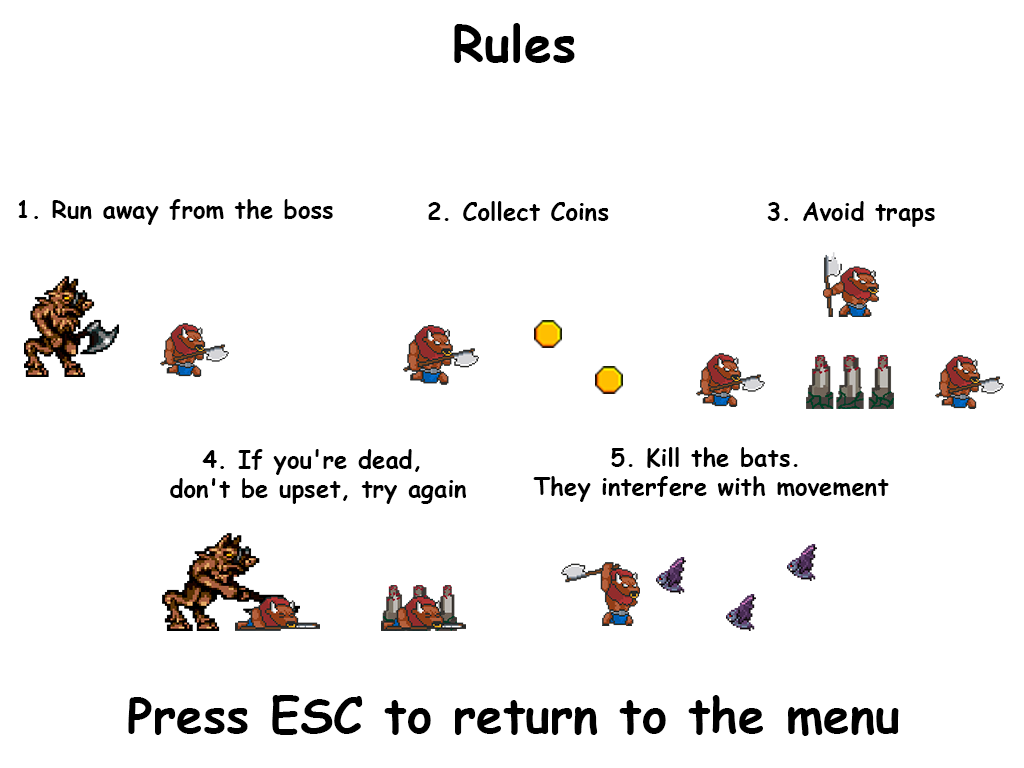 Rules
1. Run away from the boss
2. Collect Coins
3. Avoid traps
4. If you're dead,
don't be upset, try again
5. Kill the bats.
They interfere with movement
Press ESC to return to the menu